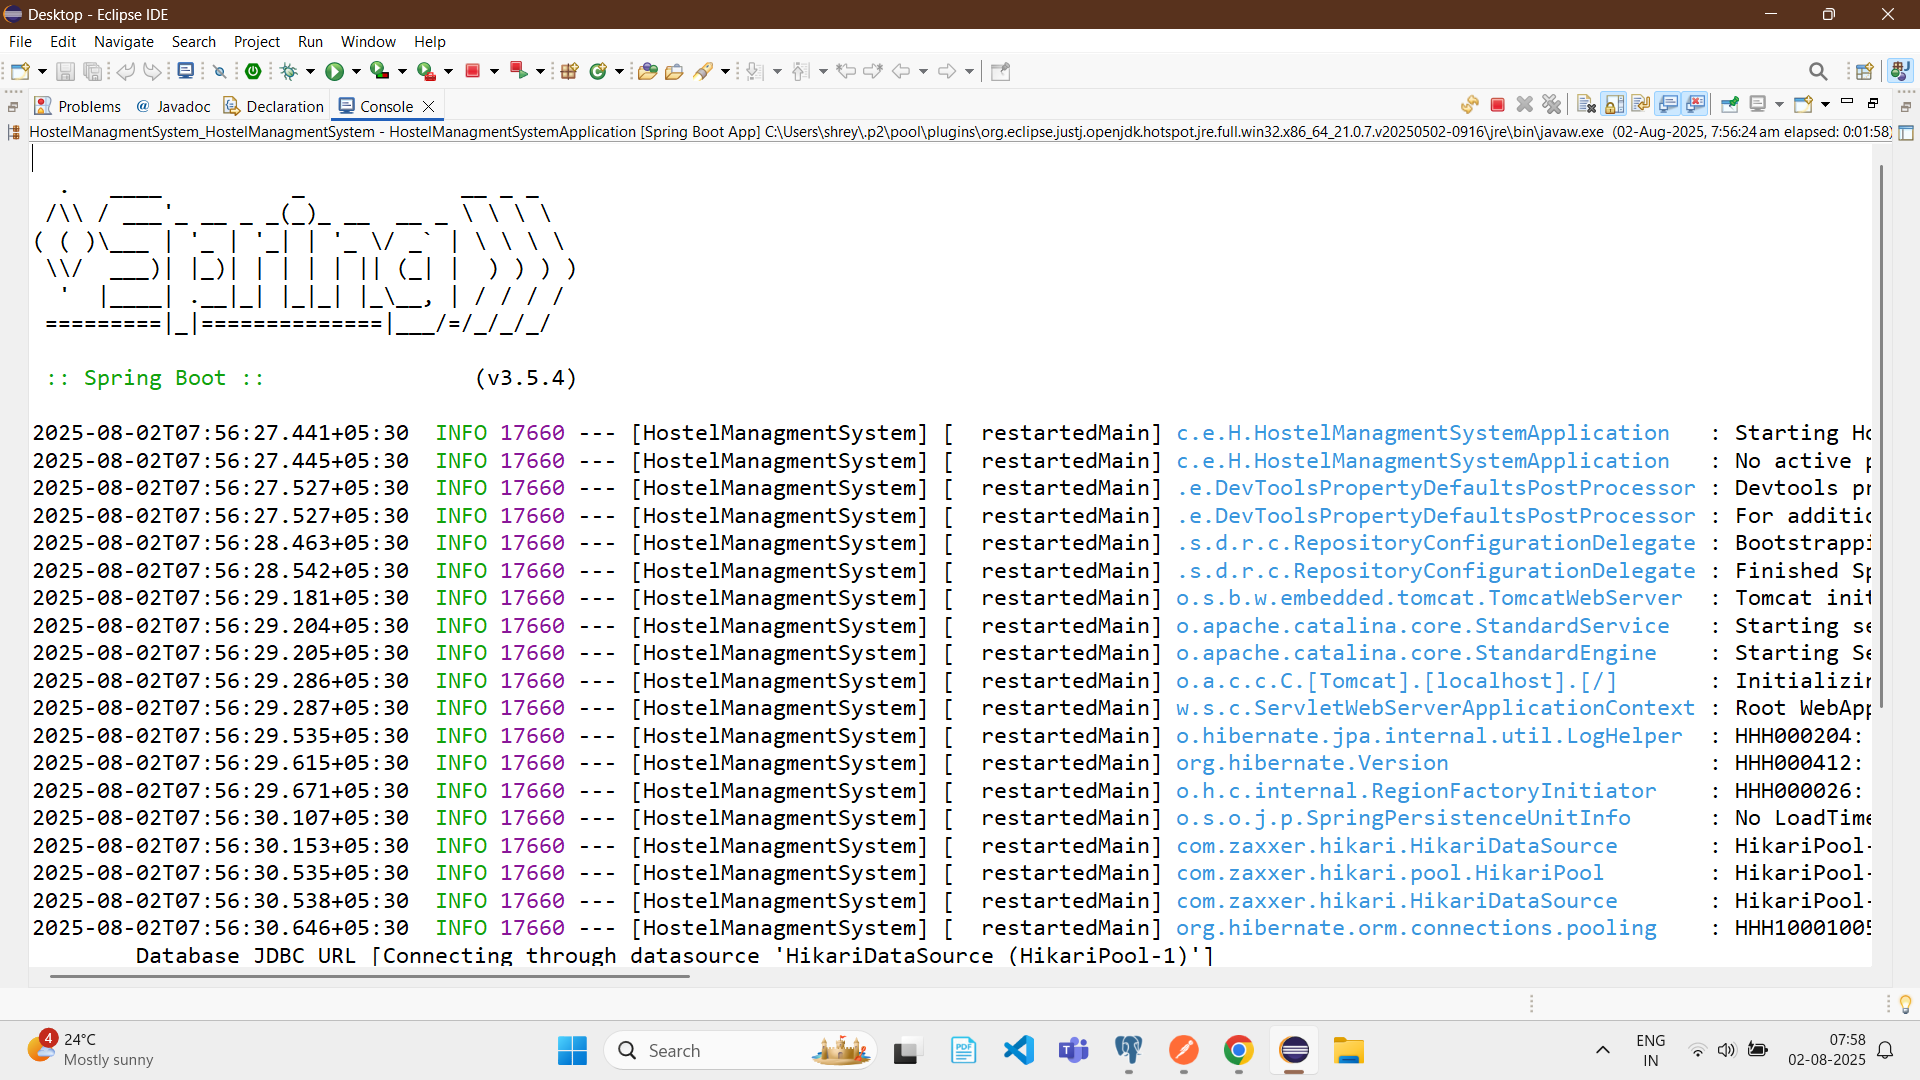 Desktop - Eclipse IDE
File Edit Navigate Search Project Run Window Help
Problems @ Javadoc Declaration Console
HostelManagmentSystem_HostelManagmentSystem - HostelManagmentSystemApplication [Spring Boot App] C:\Users\shrey\.p2\pool\plugins\org.eclipse.justj.openjdk.hotspot.jre.full.win32.x86_64_21.0.7.v20250502-0916\jre\bin\javaw.exe (02-Aug-2025, 7:56:24 am elapsed: 0:01:58)
  .   ____          _            __ _ _
 /\\ / ___'_ __ _ _(_)_ __  __ _ \ \ \ \
( ( )\___ | '_ | '_| | '_ \/ _` | \ \ \ \
 \\/  ___)| |_)| | | | | || (_| |  ) ) ) )
  '  |____| .__|_| |_|_| |_\__, | / / / /
 =========|_|==============|___/=/_/_/_/
:: Spring Boot :: (v3.5.4)
2025-08-02T07:56:27.441+05:30 INFO 17660 --- [HostelManagmentSystem] [ restartedMain] c.e.H.HostelManagmentSystemApplication : Starting Ho
2025-08-02T07:56:27.445+05:30 INFO 17660 --- [HostelManagmentSystem] [ restartedMain] c.e.H.HostelManagmentSystemApplication : No active p
2025-08-02T07:56:27.527+05:30 INFO 17660 --- [HostelManagmentSystem] [ restartedMain] .e.DevToolsPropertyDefaultsPostProcessor : Devtools pr
2025-08-02T07:56:27.527+05:30 INFO 17660 --- [HostelManagmentSystem] [ restartedMain] .e.DevToolsPropertyDefaultsPostProcessor : For additio
2025-08-02T07:56:28.463+05:30 INFO 17660 --- [HostelManagmentSystem] [ restartedMain] .s.d.r.c.RepositoryConfigurationDelegate : Bootstrappi
2025-08-02T07:56:28.542+05:30 INFO 17660 --- [HostelManagmentSystem] [ restartedMain] .s.d.r.c.RepositoryConfigurationDelegate : Finished Sp
2025-08-02T07:56:29.181+05:30 INFO 17660 --- [HostelManagmentSystem] [ restartedMain] o.s.b.w.embedded.tomcat.TomcatWebServer : Tomcat init
2025-08-02T07:56:29.204+05:30 INFO 17660 --- [HostelManagmentSystem] [ restartedMain] o.apache.catalina.core.StandardService : Starting se
2025-08-02T07:56:29.205+05:30 INFO 17660 --- [HostelManagmentSystem] [ restartedMain] o.apache.catalina.core.StandardEngine : Starting Se
2025-08-02T07:56:29.286+05:30 INFO 17660 --- [HostelManagmentSystem] [ restartedMain] o.a.c.c.C.[Tomcat].[localhost].[/] : Initializin
2025-08-02T07:56:29.287+05:30 INFO 17660 --- [HostelManagmentSystem] [ restartedMain] w.s.c.ServletWebServerApplicationContext : Root WebApp
2025-08-02T07:56:29.535+05:30 INFO 17660 --- [HostelManagmentSystem] [ restartedMain] o.hibernate.jpa.internal.util.LogHelper : HHH000204:
2025-08-02T07:56:29.615+05:30 INFO 17660 --- [HostelManagmentSystem] [ restartedMain] org.hibernate.Version : HHH000412:
2025-08-02T07:56:29.671+05:30 INFO 17660 --- [HostelManagmentSystem] [ restartedMain] o.h.c.internal.RegionFactoryInitiator : HHH000026:
2025-08-02T07:56:30.107+05:30 INFO 17660 --- [HostelManagmentSystem] [ restartedMain] o.s.o.j.p.SpringPersistenceUnitInfo : No LoadTime
2025-08-02T07:56:30.153+05:30 INFO 17660 --- [HostelManagmentSystem] [ restartedMain] com.zaxxer.hikari.HikariDataSource : HikariPool-
2025-08-02T07:56:30.535+05:30 INFO 17660 --- [HostelManagmentSystem] [ restartedMain] com.zaxxer.hikari.pool.HikariPool : HikariPool-
2025-08-02T07:56:30.538+05:30 INFO 17660 --- [HostelManagmentSystem] [ restartedMain] com.zaxxer.hikari.HikariDataSource : HikariPool-
2025-08-02T07:56:30.646+05:30 INFO 17660 --- [HostelManagmentSystem] [ restartedMain] org.hibernate.orm.connections.pooling : HHH10001005
Database JDBC URL [Connecting through datasource 'HikariDataSource (HikariPool-1)']
4
24°C
Mostly sunny
Search
ENG
IN
07:58
02-08-2025